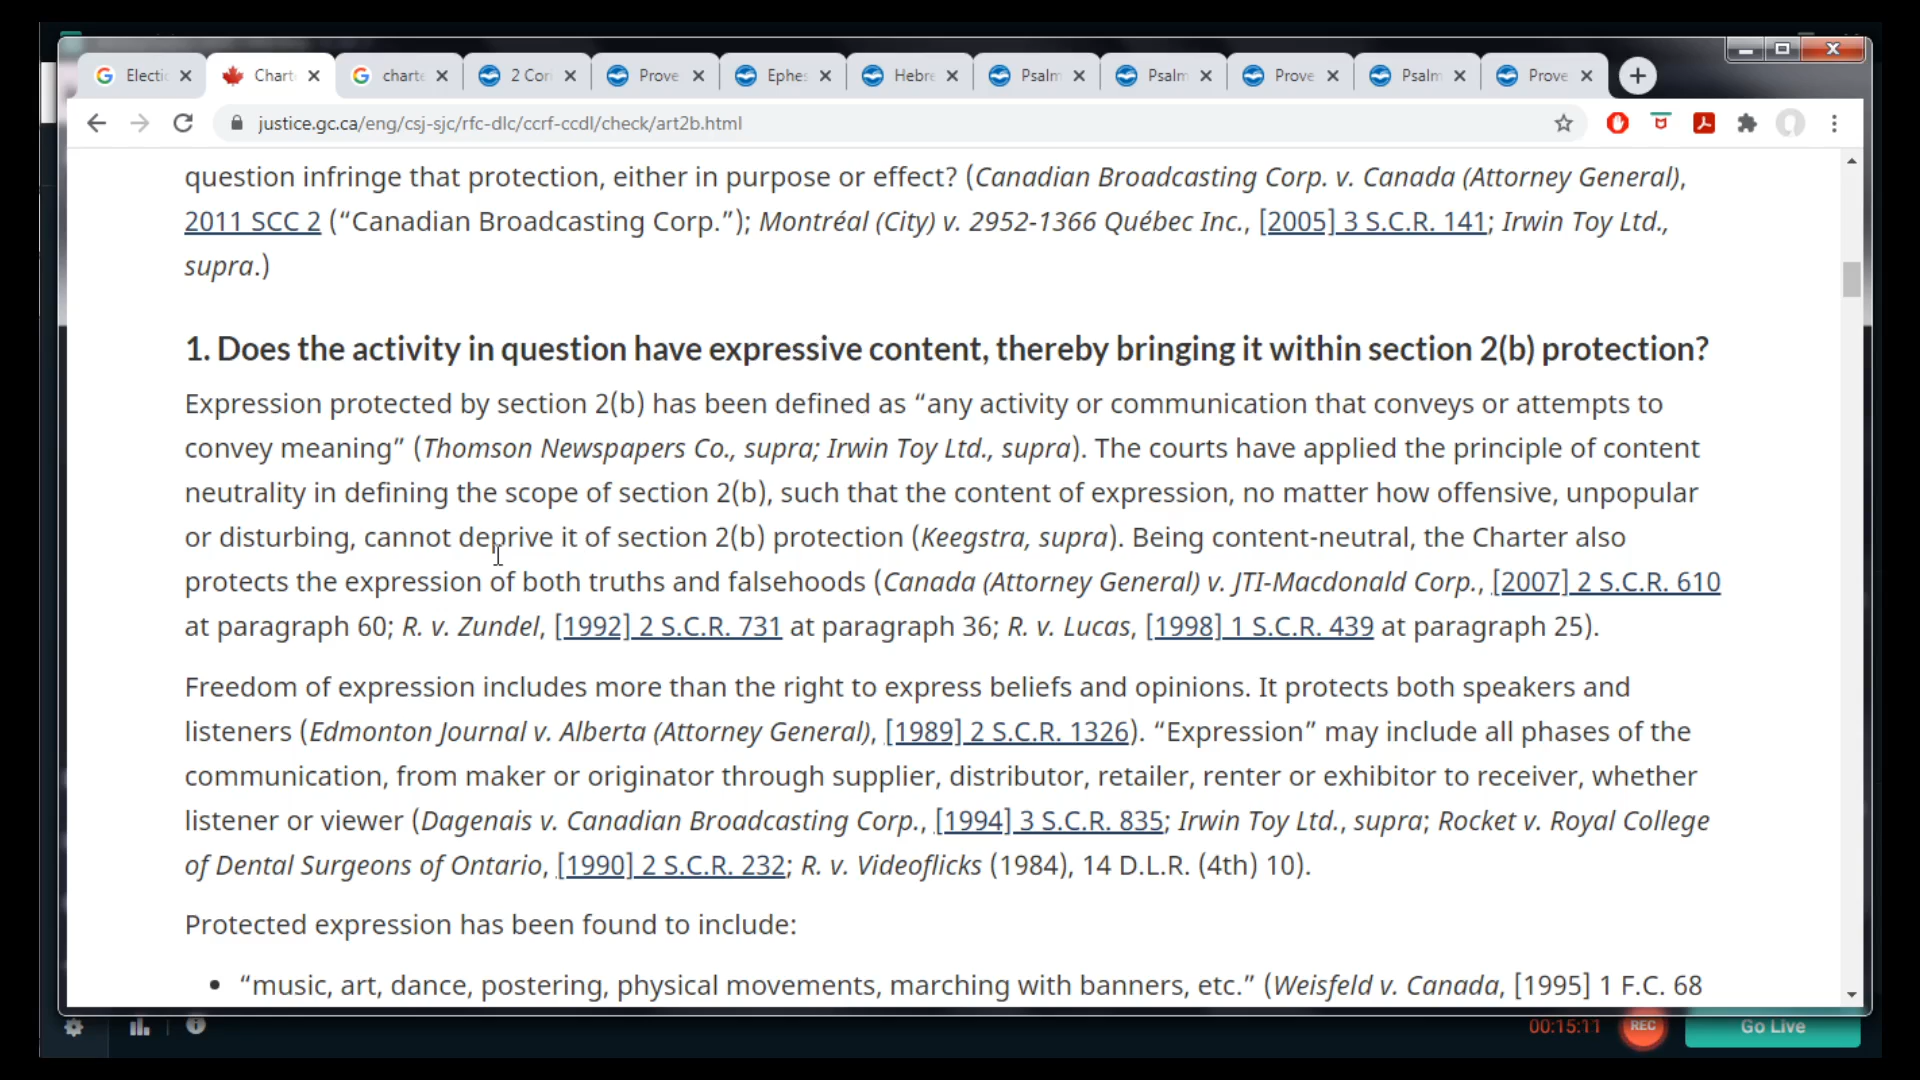 Electic
Chart
charte
2 Cori
Prove
Ephes
Hebre
Psalm
Psalm
Prove
Psalm
Prove
justice.gc.ca/eng/csj-sjc/rfc-dlc/ccrf-ccdl/check/art2b.html
question infringe that protection, either in purpose or effect? (Canadian Broadcasting Corp. v. Canada (Attorney General),
2011 SCC 2 (“Canadian Broadcasting Corp.”); Montréal (City) v. 2952-1366 Québec Inc., [2005] 3 S.C.R. 141; Irwin Toy Ltd.,
supra.)
1. Does the activity in question have expressive content, thereby bringing it within section 2(b) protection?
Expression protected by section 2(b) has been defined as “any activity or communication that conveys or attempts to
convey meaning” (Thomson Newspapers Co., supra; Irwin Toy Ltd., supra). The courts have applied the principle of content
neutrality in defining the scope of section 2(b), such that the content of expression, no matter how offensive, unpopular
or disturbing, cannot deprive it of section 2(b) protection (Keegstra, supra). Being content-neutral, the Charter also
protects the expression of both truths and falsehoods (Canada (Attorney General) v. JTI-Macdonald Corp., [2007] 2 S.C.R. 610
at paragraph 60; R. v. Zundel, [1992] 2 S.C.R. 731 at paragraph 36; R. v. Lucas, [1998] 1 S.C.R. 439 at paragraph 25).
Freedom of expression includes more than the right to express beliefs and opinions. It protects both speakers and
listeners (Edmonton Journal v. Alberta (Attorney General), [1989] 2 S.C.R. 1326). “Expression” may include all phases of the
communication, from maker or originator through supplier, distributor, retailer, renter or exhibitor to receiver, whether
listener or viewer (Dagenais v. Canadian Broadcasting Corp., [1994] 3 S.C.R. 835; Irwin Toy Ltd., supra; Rocket v. Royal College
of Dental Surgeons of Ontario, [1990] 2 S.C.R. 232; R. v. Videoflicks (1984), 14 D.L.R. (4th) 10).
Protected expression has been found to include:
• “music, art, dance, postering, physical movements, marching with banners, etc.” (Weisfeld v. Canada, [1995] 1 F.C. 68
00:15:11
REC
Go Live